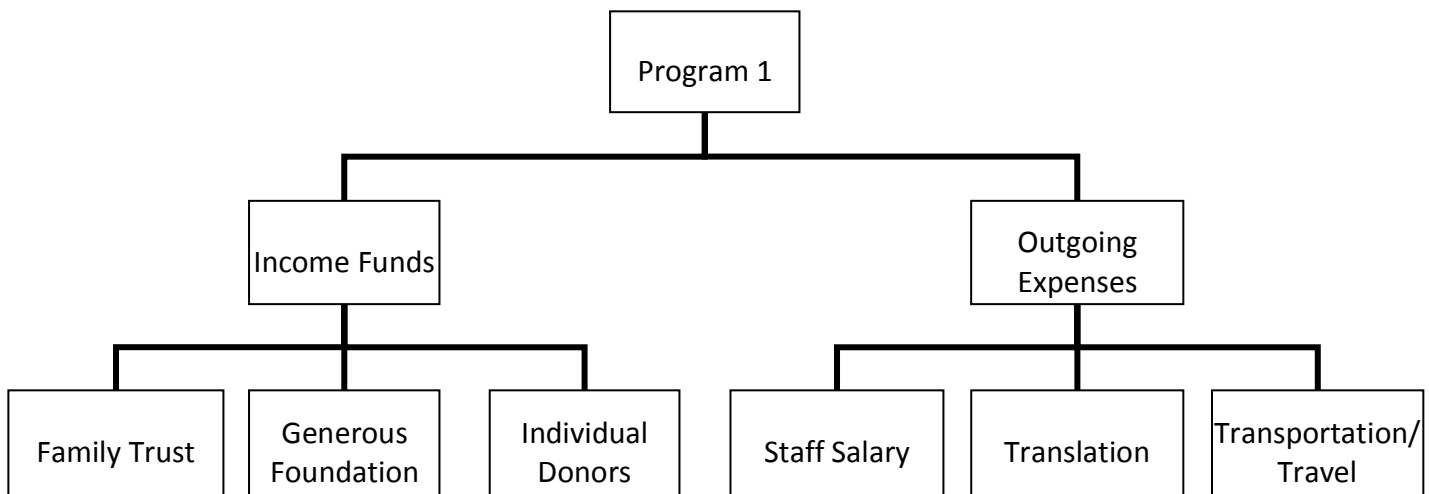 Program 1
Income Funds
Outgoing
Expenses
Family Trust
Generous
Foundation
Individual
Donors
Staff Salary
Translation
Transportation/
Travel